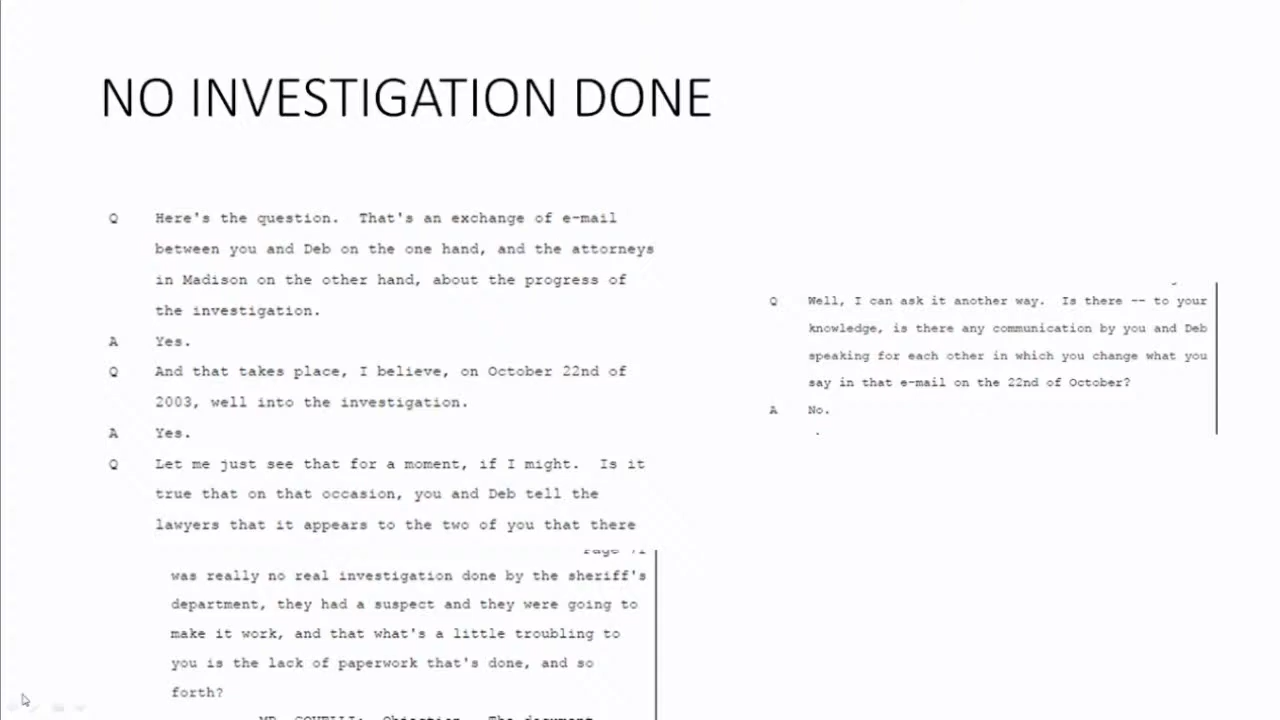 NO INVESTIGATION DONE
Q Here's the question. That's an exchange of e-mail
between you and Deb on the one hand, and the attorneys
in Madison on the other hand, about the progress of
the investigation.
A Yes.
Q And that takes place, I believe, on October 22nd of
2003, well into the investigation.
A Yes.
Q Let me just see that for a moment, if I might. Is it
true that on that occasion, you and Deb tell the
lawyers that it appears to the two of you that there
Page 71
was really no real investigation done by the sheriff's
department, they had a suspect and they were going to
make it work, and that what's a little troubling to
you is the lack of paperwork that's done, and so
forth?
MR. COVELLI: Objection. The document
Q Well, I can ask it another way. Is there -- to your
knowledge, is there any communication by you and Deb
speaking for each other in which you change what you
say in that e-mail on the 22nd of October?
A No.